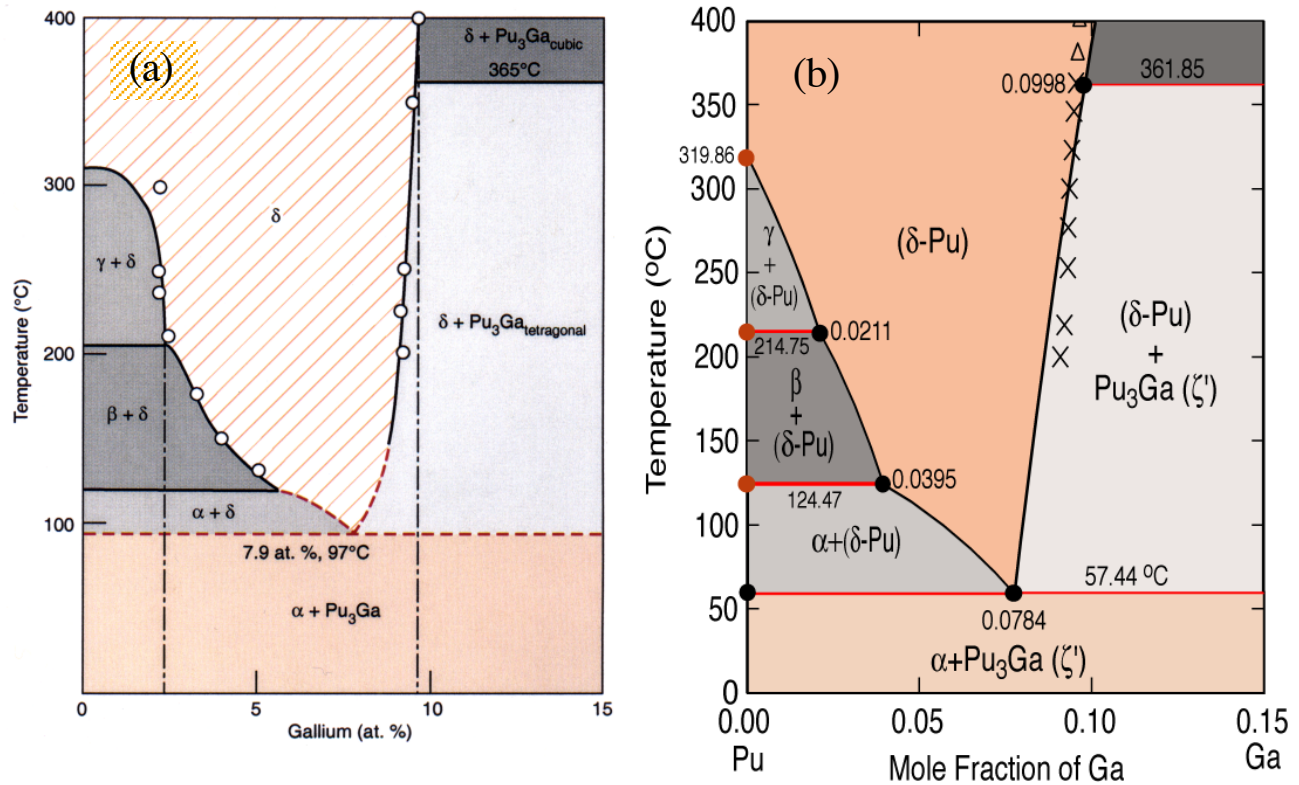 (a)
400
300
200
100
0
5
10
15
Temperature (°C)
Gallium (at. %)
δ + Pu3Gacubic
365°C
δ
γ + δ
δ + Pu3Gatetragonal
β + δ
α + δ
7.9 at. %, 97°C
α + Pu3Ga
(b)
400
350
300
250
200
150
100
50
0
0.00
0.05
0.10
0.15
Pu
Ga
Temperature (ºC)
Mole Fraction of Ga
0.0998
361.85
319.86
γ
+
(δ-Pu)
(δ-Pu)
214.75
0.0211
(δ-Pu)
+
Pu3Ga (ζ')
β
+
(δ-Pu)
0.0395
124.47
α+(δ-Pu)
57.44 ºC
0.0784
α+Pu3Ga (ζ')